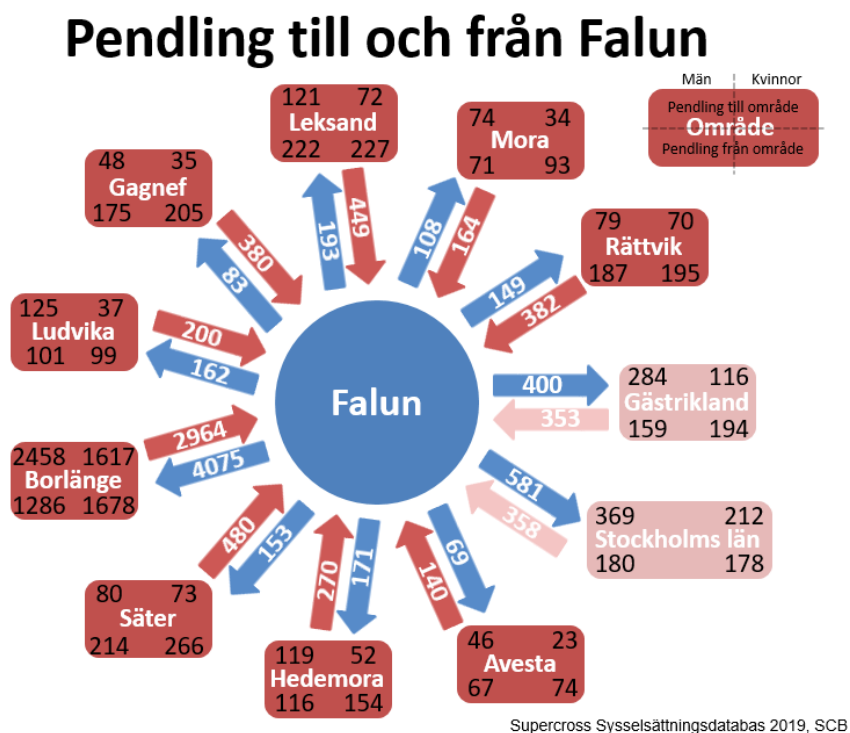 Pendling till och från Falun
Män Kvinnor
Pendling till område
Område
Pendling från område
121 72
Leksand
222 227
193
449
74 34
Mora
71 93
108
164
79 70
Rättvik
187 195
149
382
284 116
Gästrikland
159 194
400
353
369 212
Stockholms län
180 178
581
358
46 23
Avesta
67 74
69
140
119 52
Hedemora
116 154
171
270
80 73
Säter
214 266
153
480
2458 1617
Borlänge
1286 1678
2964
4075
125 37
Ludvika
101 99
200
162
48 35
Gagnef
175 205
380
83
Falun
Supercross Sysselsättningsdatabas 2019, SCB